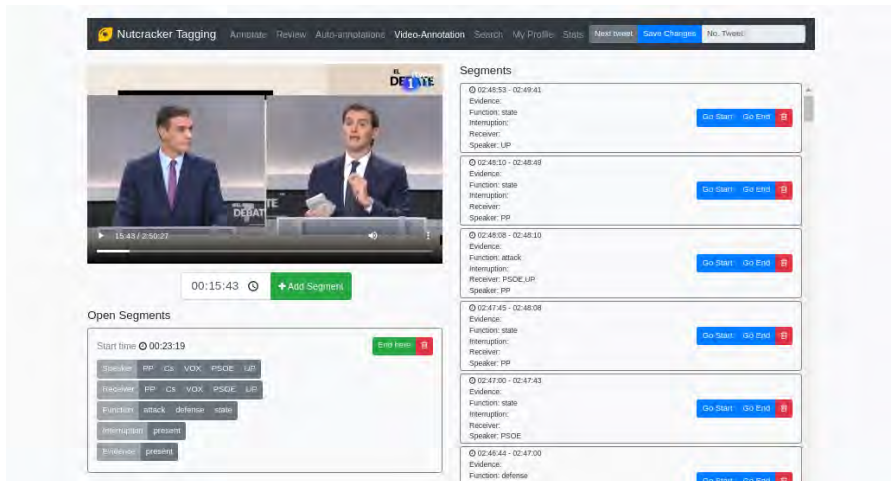 Nutcracker Tagging Annotate Review Auto-annotations Video-Annotation Search My Profile Stats Next tweet Save Changes No. Tweet
EL
DEBATE
DEBAT
15:43 / 2:50:27
00:15:43
+ Add Segment
Open Segments
Start time 00:23:19
End time
Speaker PP Cs VOX PSOE UP
Receiver PP Cs VOX PSOE UP
Function attack defense state
Interruption present
Evidence present
Segments
02:48:53 - 02:49:41
Evidence:
Function: state
Interruption:
Receiver:
Speaker: UP
Go Start Go End
02:48:10 - 02:48:49
Evidence:
Function: state
Interruption:
Receiver:
Speaker: PP
Go Start Go End
02:48:08 - 02:48:10
Evidence:
Function: attack
Interruption:
Receiver: PSOE,UP
Speaker: PP
Go Start Go End
02:47:45 - 02:48:08
Evidence:
Function: state
Interruption:
Receiver:
Speaker: PP
Go Start Go End
02:47:00 - 02:47:43
Evidence:
Function: state
Interruption:
Receiver:
Speaker: PSOE
Go Start Go End
02:46:44 - 02:47:00
Evidence:
Function: defense
Go Start Go End